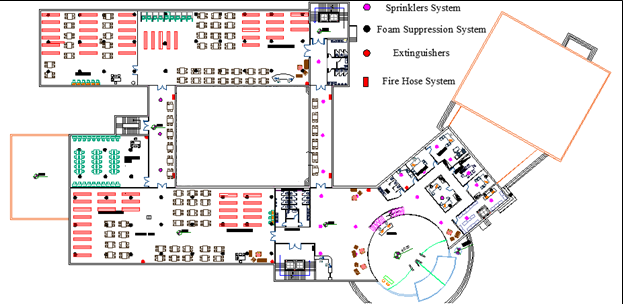 Sprinklers System
Foam Suppression System
Extinguishers
Fire Hose System